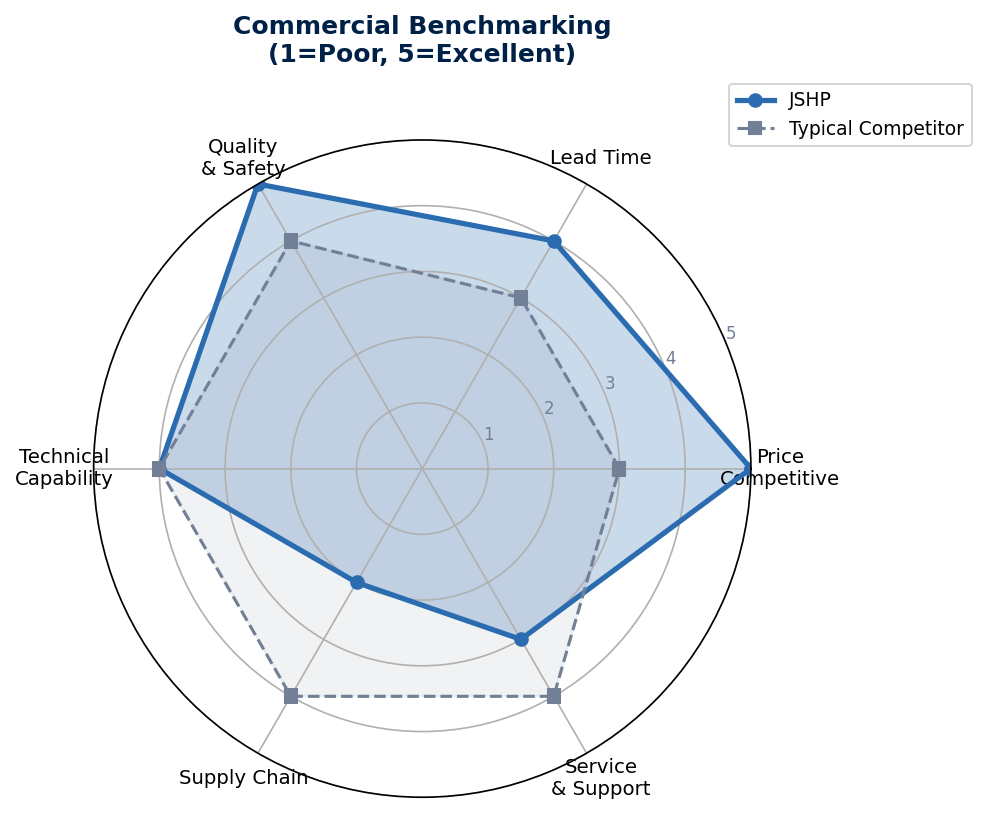 Commercial Benchmarking
(1=Poor, 5=Excellent)
JSHP
Typical Competitor
Quality
& Safety
Lead Time
5
4
3
2
1
Technical
Capability
Price
Competitive
Supply Chain
Service
& Support